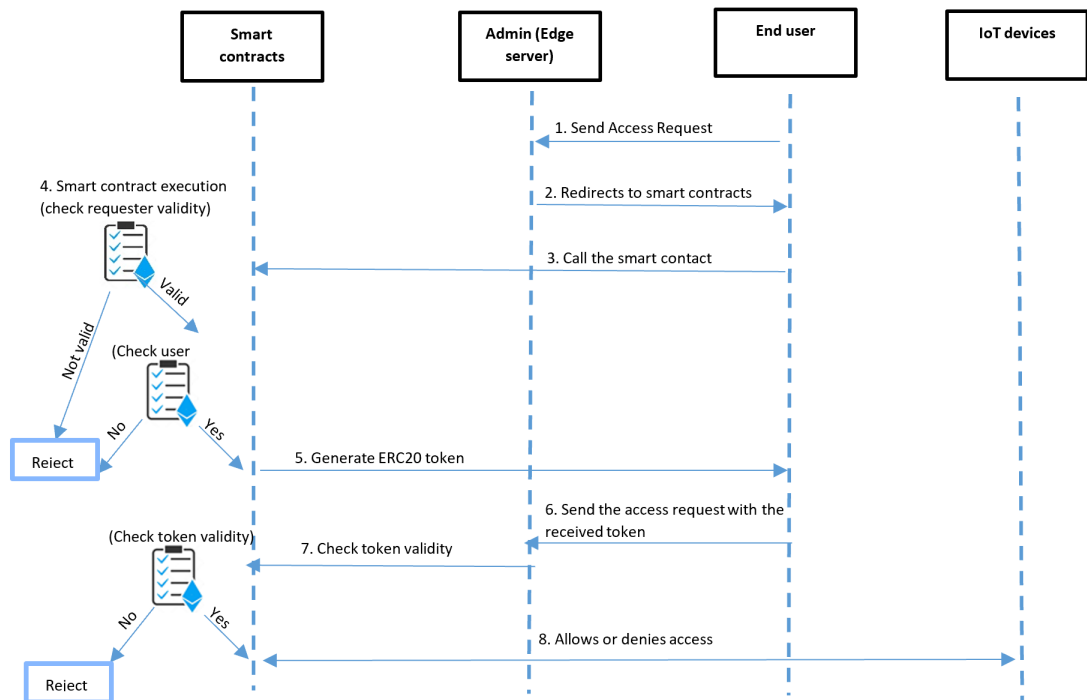 Smart
contracts
Admin (Edge
server)
End user
IoT devices
1. Send Access Request
4. Smart contract execution
(check requester validity)
2. Redirects to smart contracts
3. Call the smart contact
Valid
Not valid
(Check user
No
Yes
Reject
5. Generate ERC20 token
6. Send the access request with the
received token
(Check token validity)
7. Check token validity
No
Yes
8. Allows or denies access
Reject